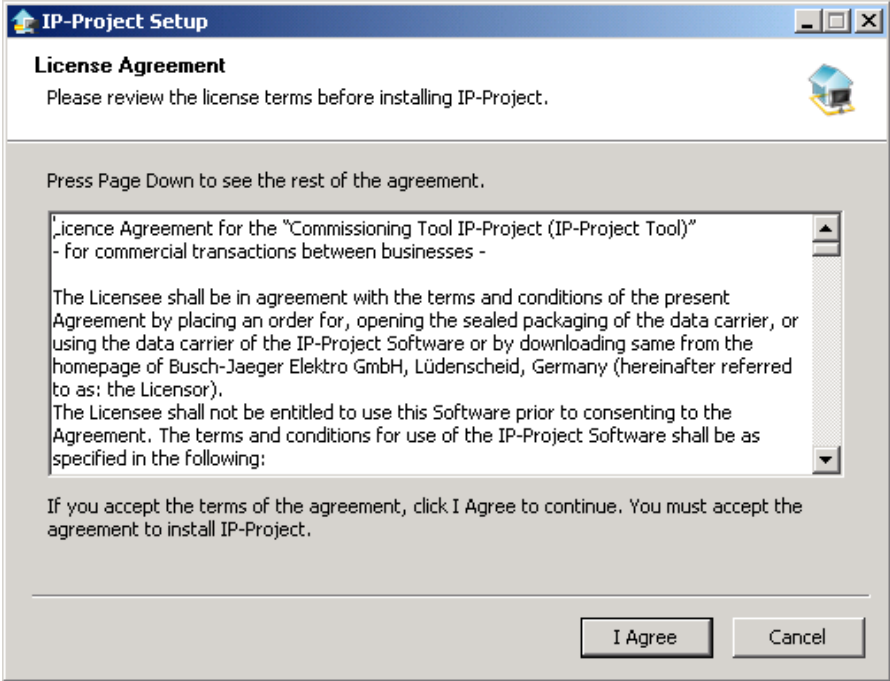 IP-Project Setup
License Agreement
Please review the license terms before installing IP-Project.
Press Page Down to see the rest of the agreement.
Licence Agreement for the “Commissioning Tool IP-Project (IP-Project Tool)”
- for commercial transactions between businesses -
The Licensee shall be in agreement with the terms and conditions of the present
Agreement by placing an order for, opening the sealed packaging of the data carrier, or
using the data carrier of the IP-Project Software or by downloading same from the
homepage of Busch-Jaeger Elektro GmbH, Lüdenscheid, Germany (hereinafter referred
to as: the Licensor).
The Licensee shall not be entitled to use this Software prior to consenting to the
Agreement. The terms and conditions for use of the IP-Project Software shall be as
specified in the following:
If you accept the terms of the agreement, click I Agree to continue. You must accept the
agreement to install IP-Project.
I Agree
Cancel